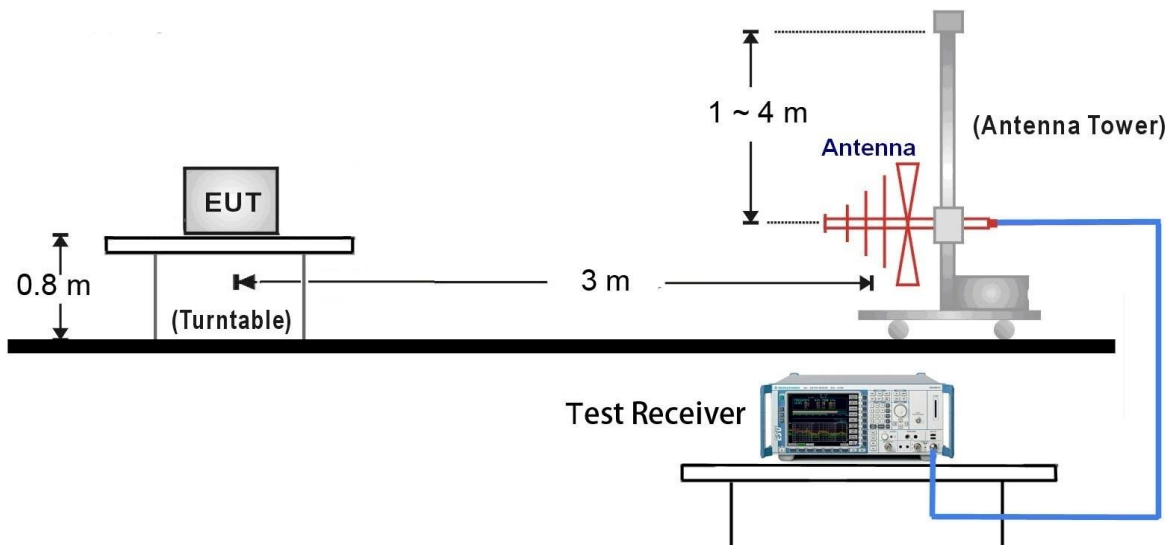 1 ~ 4 m
(Antenna Tower)
Antenna
EUT
0.8 m
3 m
(Turntable)
Test Receiver